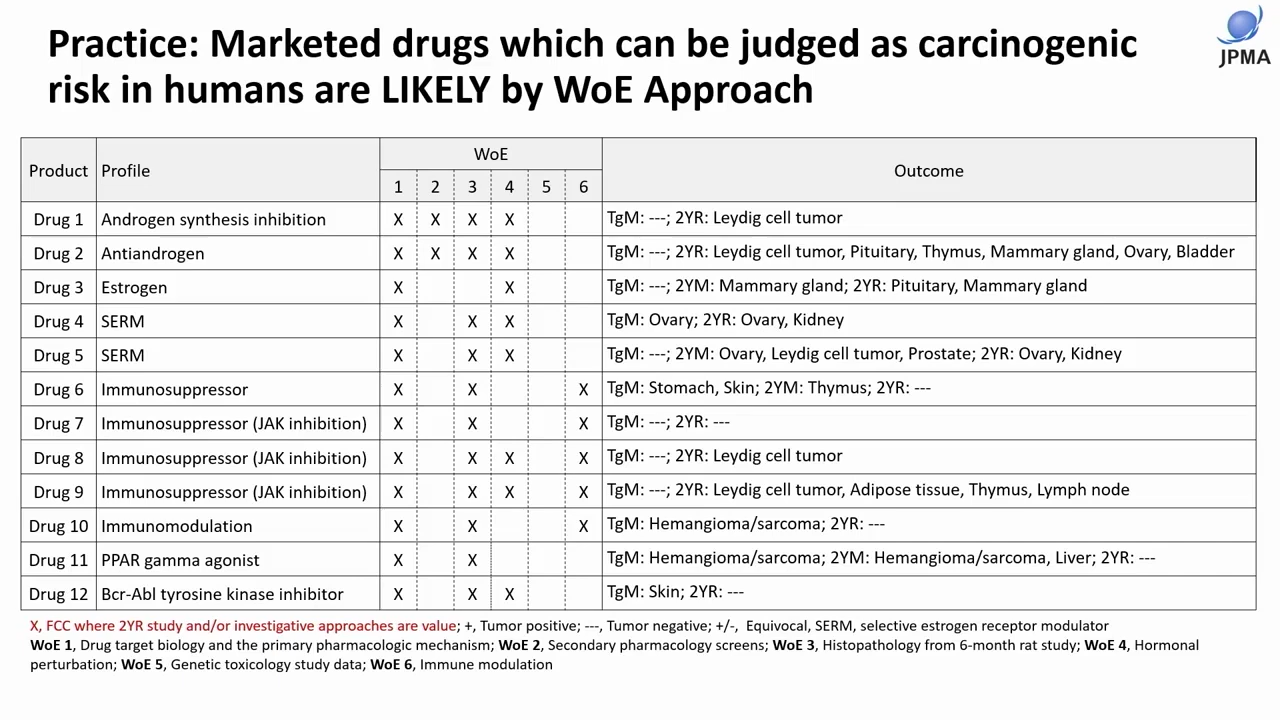 Practice: Marketed drugs which can be judged as carcinogenic
risk in humans are LIKELY by WoE Approach
JPMA
Product Profile WoE Outcome
1 2 3 4 5 6
Drug 1 Androgen synthesis inhibition X X X X TgM: ---; 2YR: Leydig cell tumor
Drug 2 Antiandrogen X X X X TgM: ---; 2YR: Leydig cell tumor, Pituitary, Thymus, Mammary gland, Ovary, Bladder
Drug 3 Estrogen X X TgM: ---; 2YM: Mammary gland; 2YR: Pituitary, Mammary gland
Drug 4 SERM X X X TgM: Ovary; 2YR: Ovary, Kidney
Drug 5 SERM X X X TgM: ---; 2YM: Ovary, Leydig cell tumor, Prostate; 2YR: Ovary, Kidney
Drug 6 Immunosuppressor X X X TgM: Stomach, Skin; 2YM: Thymus; 2YR: ---
Drug 7 Immunosuppressor (JAK inhibition) X X X TgM: ---; 2YR: ---
Drug 8 Immunosuppressor (JAK inhibition) X X X X TgM: ---; 2YR: Leydig cell tumor
Drug 9 Immunosuppressor (JAK inhibition) X X X X TgM: ---; 2YR: Leydig cell tumor, Adipose tissue, Thymus, Lymph node
Drug 10 Immunomodulation X X X TgM: Hemangioma/sarcoma; 2YR: ---
Drug 11 PPAR gamma agonist X X TgM: Hemangioma/sarcoma; 2YM: Hemangioma/sarcoma, Liver; 2YR: ---
Drug 12 Bcr-Abl tyrosine kinase inhibitor X X X TgM: Skin; 2YR: ---
X, FCC where 2YR study and/or investigative approaches are value; +, Tumor positive; ---, Tumor negative; +/-, Equivocal, SERM, selective estrogen receptor modulator
WoE 1, Drug target biology and the primary pharmacologic mechanism; WoE 2, Secondary pharmacology screens; WoE 3, Histopathology from 6-month rat study; WoE 4, Hormonal
perturbation; WoE 5, Genetic toxicology study data; WoE 6, Immune modulation